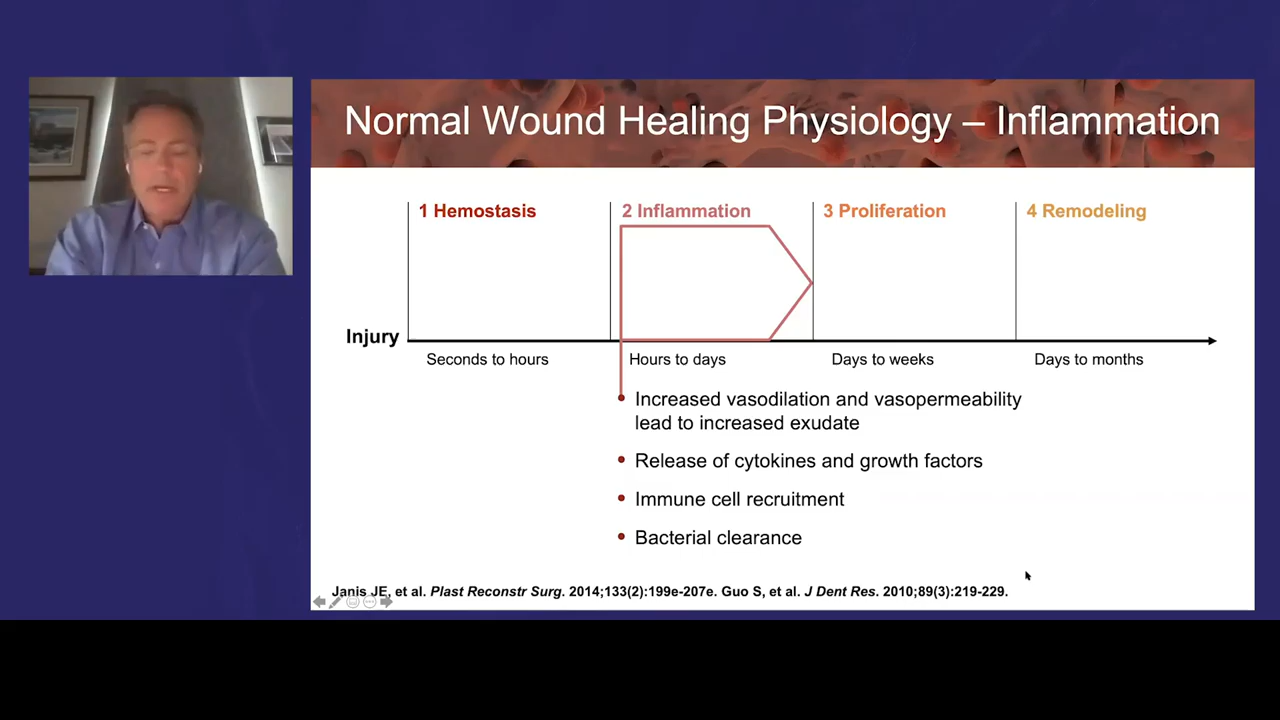 Normal Wound Healing Physiology – Inflammation
1 Hemostasis
2 Inflammation
3 Proliferation
4 Remodeling
Injury
Seconds to hours
Hours to days
Days to weeks
Days to months
Increased vasodilation and vasopermeability
lead to increased exudate
Release of cytokines and growth factors
Immune cell recruitment
Bacterial clearance
Janis JE, et al. Plast Reconstr Surg. 2014;133(2):199e-207e. Guo S, et al. J Dent Res. 2010;89(3):219-229.